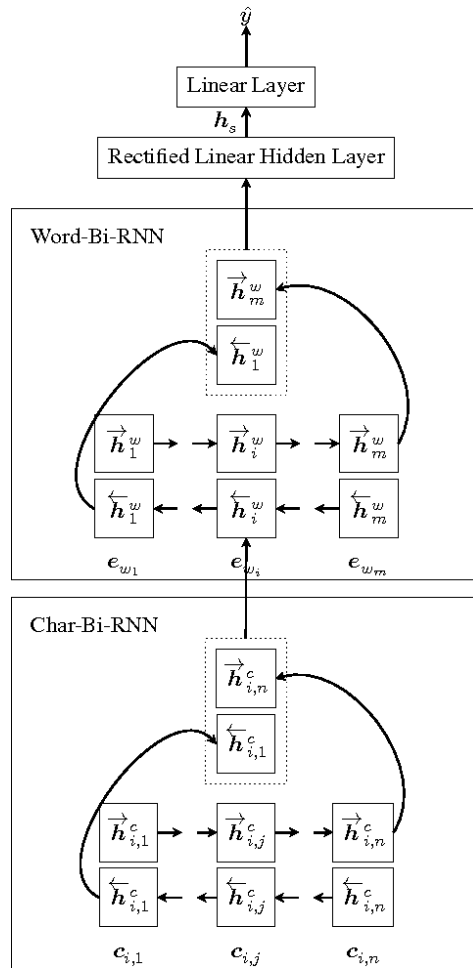 ŷ
Linear Layer
h_s
Rectified Linear Hidden Layer
Word-Bi-RNN
→h^w_m
←h^w_1
→h^w_1 →h^w_i →h^w_m
←h^w_1 ←h^w_i ←h^w_m
e_{w_1} e_{w_i} e_{w_m}
Char-Bi-RNN
→h^c_{i,n}
←h^c_{i,1}
→h^c_{i,1} →h^c_{i,j} →h^c_{i,n}
←h^c_{i,1} ←h^c_{i,j} ←h^c_{i,n}
c_{i,1} c_{i,j} c_{i,n}